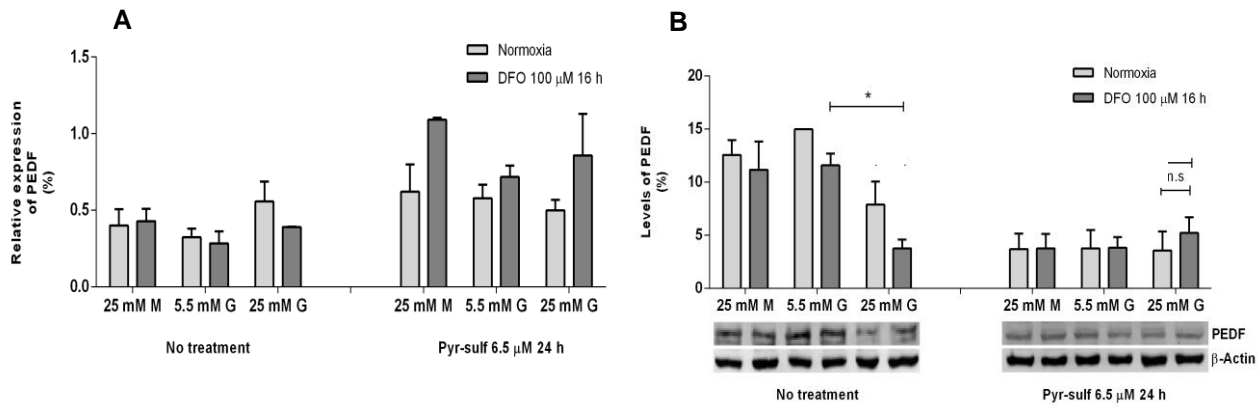 A
Relative expression
of PEDF
(%)
1.5
1.0
0.5
0.0
Normoxia
DFO 100 μM 16 h
25 mM M 5.5 mM G 25 mM G 25 mM M 5.5 mM G 25 mM G
No treatment Pyr-sulf 6.5 μM 24 h
B
Levels of PEDF
(%)
20
15
10
5
0
Normoxia
DFO 100 μM 16 h
*
n.s
25 mM M 5.5 mM G 25 mM G 25 mM M 5.5 mM G 25 mM G
PEDF
β-Actin
No treatment Pyr-sulf 6.5 μM 24 h